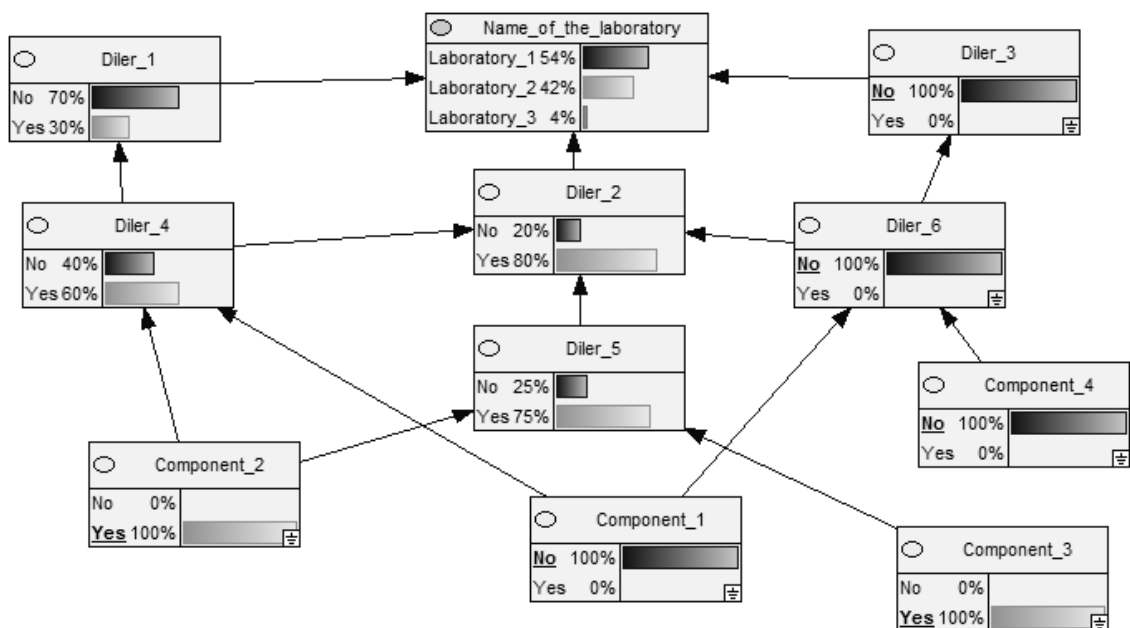 Diler_1
No 70%
Yes 30%
Name_of_the_laboratory
Laboratory_1 54%
Laboratory_2 42%
Laboratory_3 4%
Diler_3
No 100%
Yes 0%
Diler_4
No 40%
Yes 60%
Diler_2
No 20%
Yes 80%
Diler_6
No 100%
Yes 0%
Diler_5
No 25%
Yes 75%
Component_4
No 100%
Yes 0%
Component_2
No 0%
Yes 100%
Component_1
No 100%
Yes 0%
Component_3
No 0%
Yes 100%